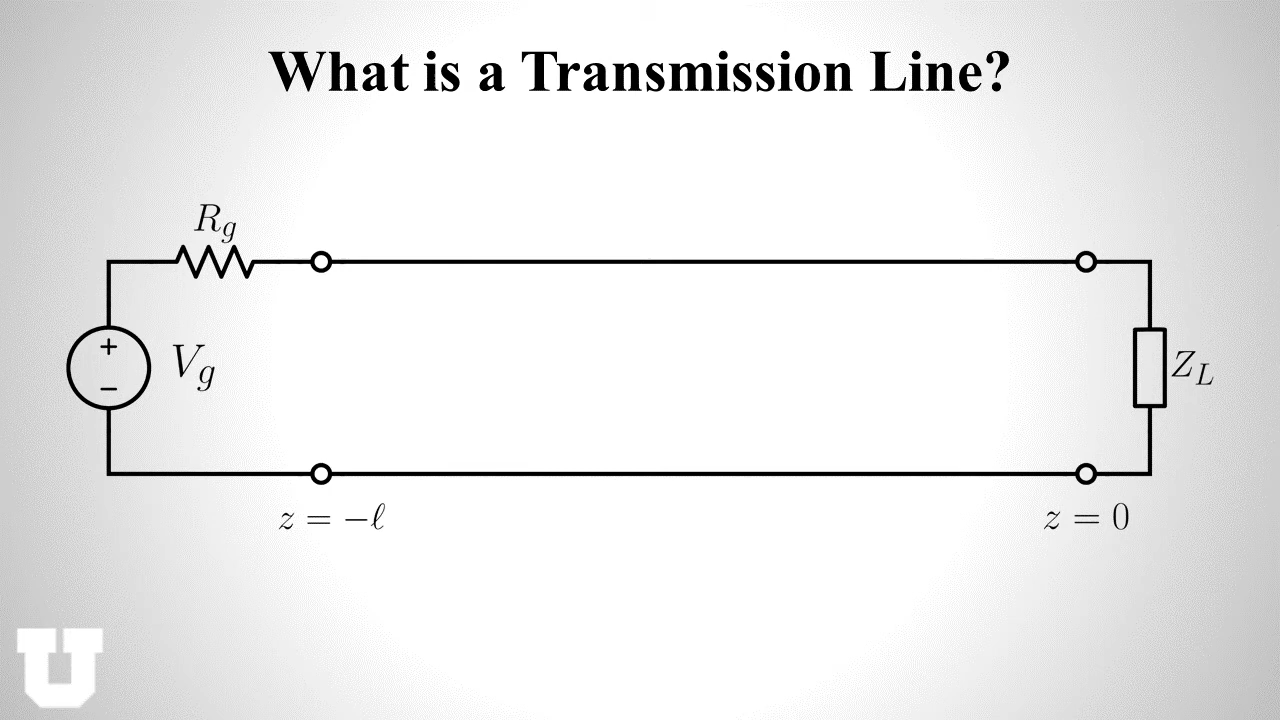 What is a Transmission Line?
R_g
+
−
V_g
Z_L
z = −ℓ
z = 0
U